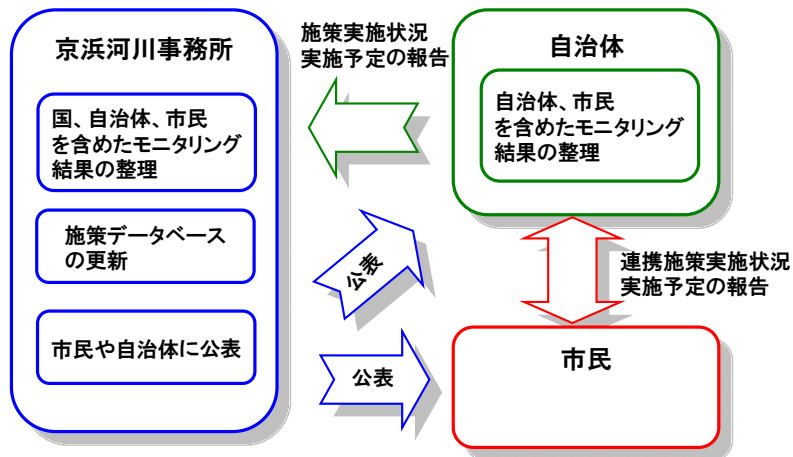 京浜河川事務所
国、自治体、市民
を含めたモニタリング
結果の整理
施策データベース
の更新
市民や自治体に公表
施策実施状況
実施予定の報告
公表
公表
自治体
自治体、市民
を含めたモニタリング
結果の整理
連携施策実施状況
実施予定の報告
市民